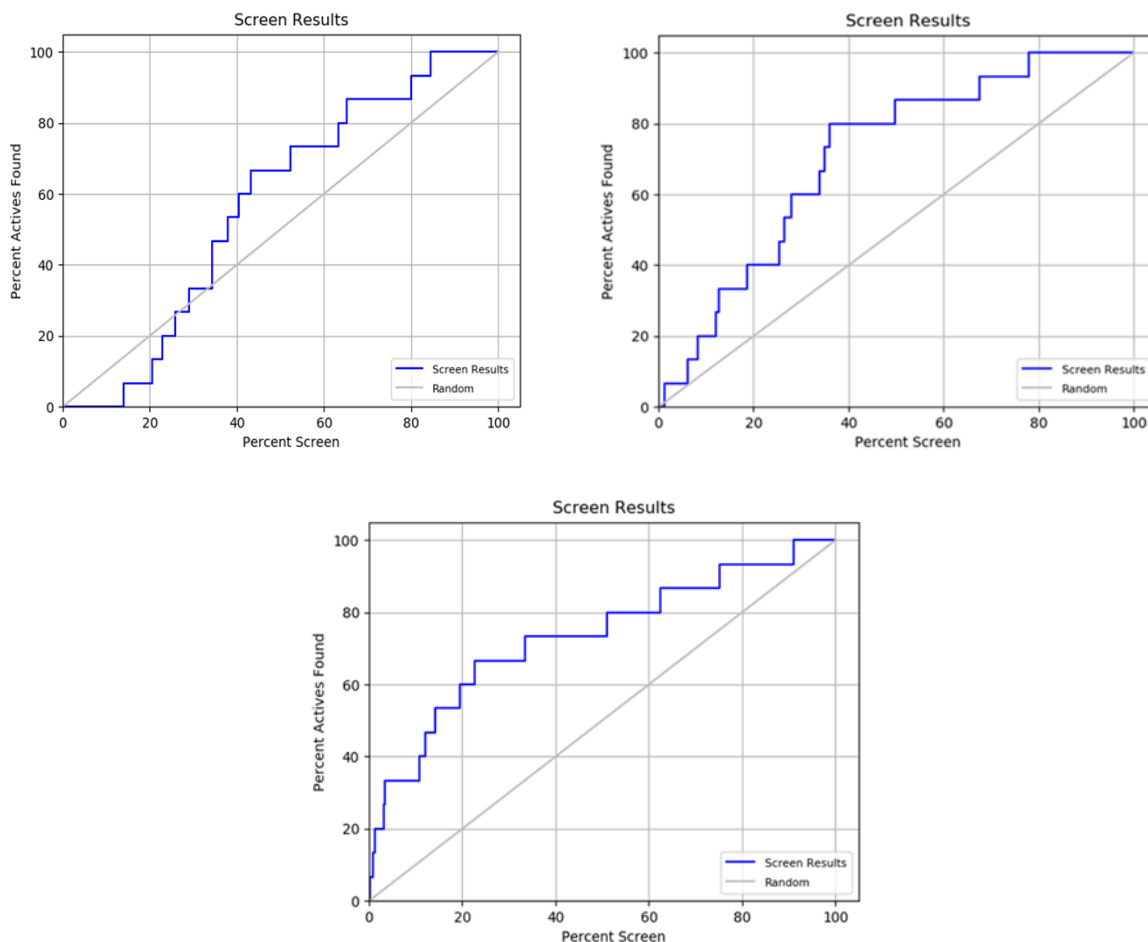 Screen Results
100
80
60
40
20
0
Percent Actives Found
Screen Results
Random
0 20 40 60 80 100
Percent Screen
Screen Results
100
80
60
40
20
0
Percent Actives Found
Screen Results
Random
0 20 40 60 80 100
Percent Screen
Screen Results
100
80
60
40
20
0
Percent Actives Found
Screen Results
Random
0 20 40 60 80 100
Percent Screen